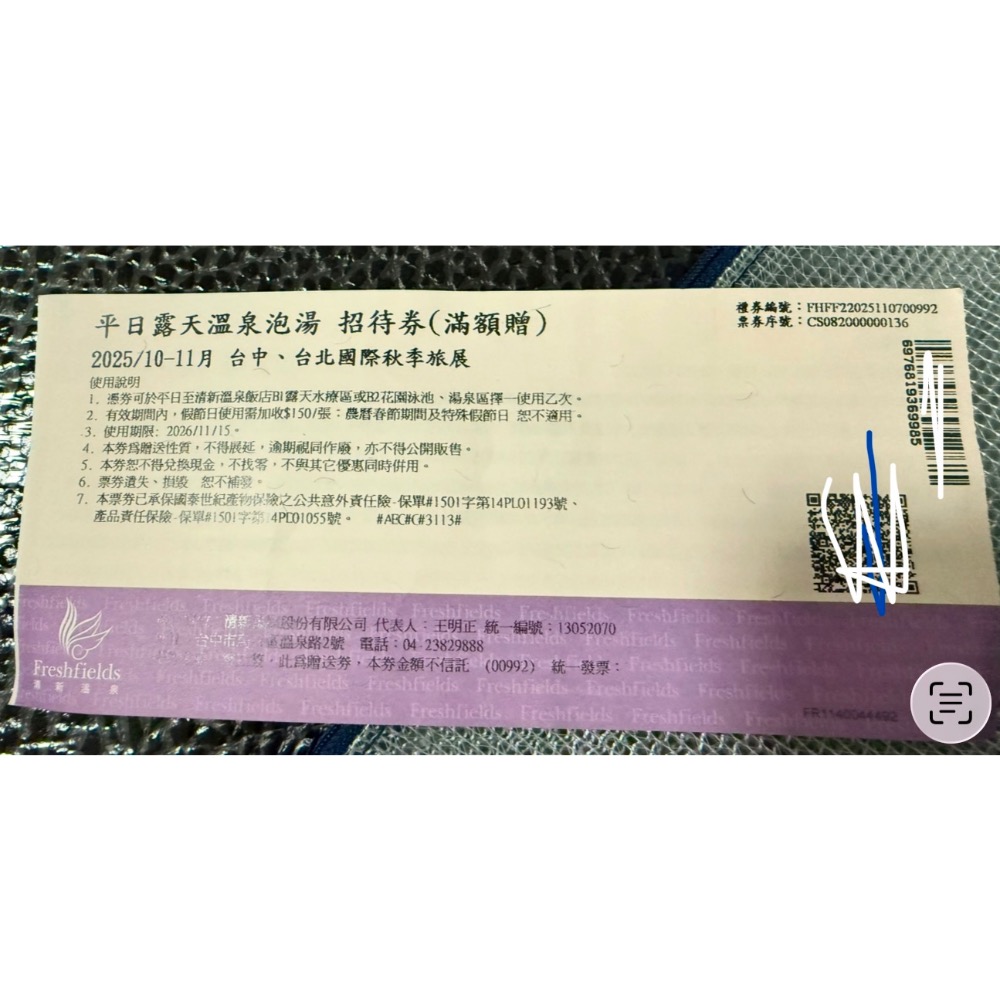 平日露天溫泉泡湯 招待券(滿額贈)
2025/10-11月 台中、台北國際秋季旅展
禮券編號：FHFF22025110700992
票券序號：CS082000000136
6976819369985
使用說明
1. 憑券可於平日至清新溫泉飯店B1露天水療區或B2花園泳池、湯泉區擇一使用乙次。
2. 有效期間內，假節日使用需加收$150/張；農曆春節期間及特殊假節日 恕不適用。
3. 使用期限: 2026/11/15。
4. 本券為贈送性質，不得展延，逾期視同作廢，亦不得公開販售。
5. 本券恕不得兌換現金，不找零，不與其它優惠同時併用。
6. 票券遺失、損毀 恕不補發。
7. 本票券已承保國泰世紀產物保險之公共意外責任險-保單#1501字第14PL01193號、
產品責任保險-保單#1501字第14PL01055號。 #ABC#C#3113#
股份有限公司 代表人：王明正 統一編號：13052070
台中市 區溫泉路2號 電話：04-23829888
此為贈送券，本券金額不信託 (00992) 統一發票：
Freshfields
清新溫泉
FR1140044492